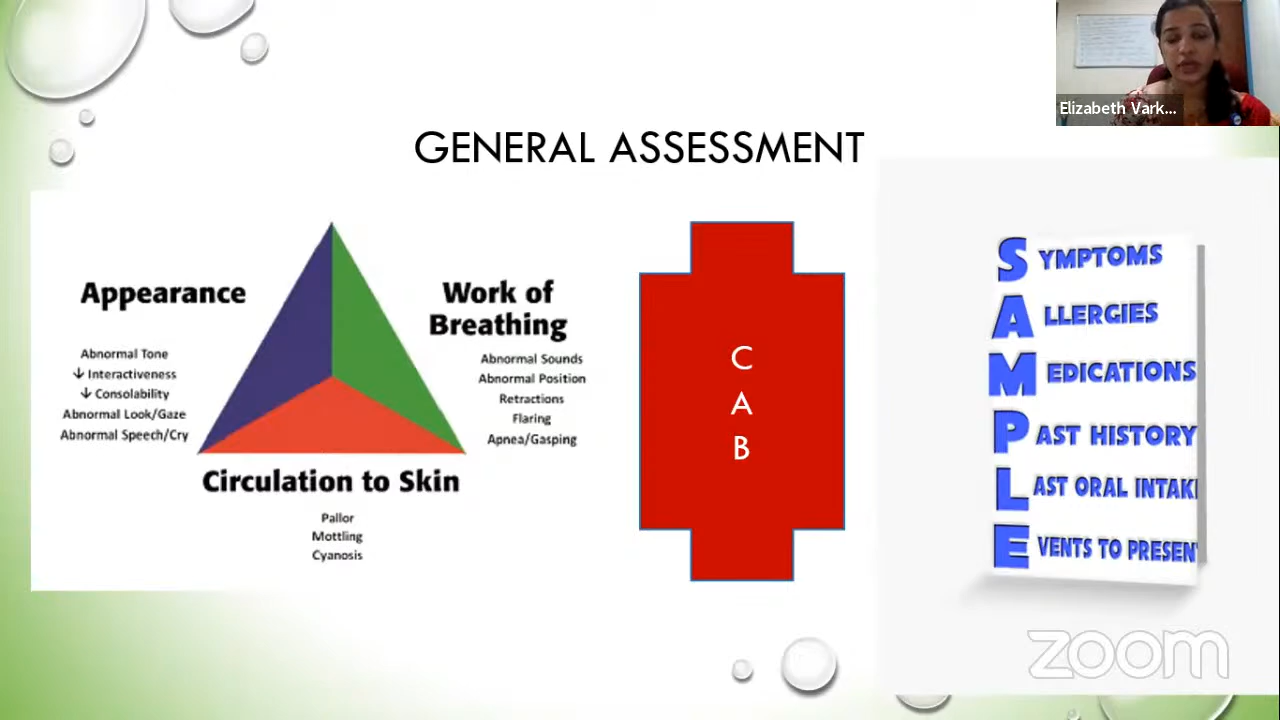 Elizabeth Vark...
GENERAL ASSESSMENT
Appearance
Abnormal Tone
↓ Interactiveness
↓ Consolability
Abnormal Look/Gaze
Abnormal Speech/Cry
Work of
Breathing
Abnormal Sounds
Abnormal Position
Retractions
Flaring
Apnea/Gasping
Circulation to Skin
Pallor
Mottling
Cyanosis
C
A
B
SYMPTOMS
ALLERGIES
MEDICATIONS
PAST HISTORY
LAST ORAL INTAK
EVENTS TO PRESEN
zoom